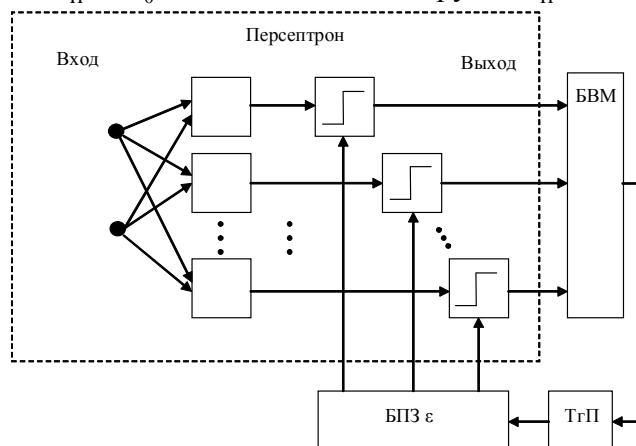 Персептрон
Вход
Выход
БВМ
БПЗ ε
ТгП